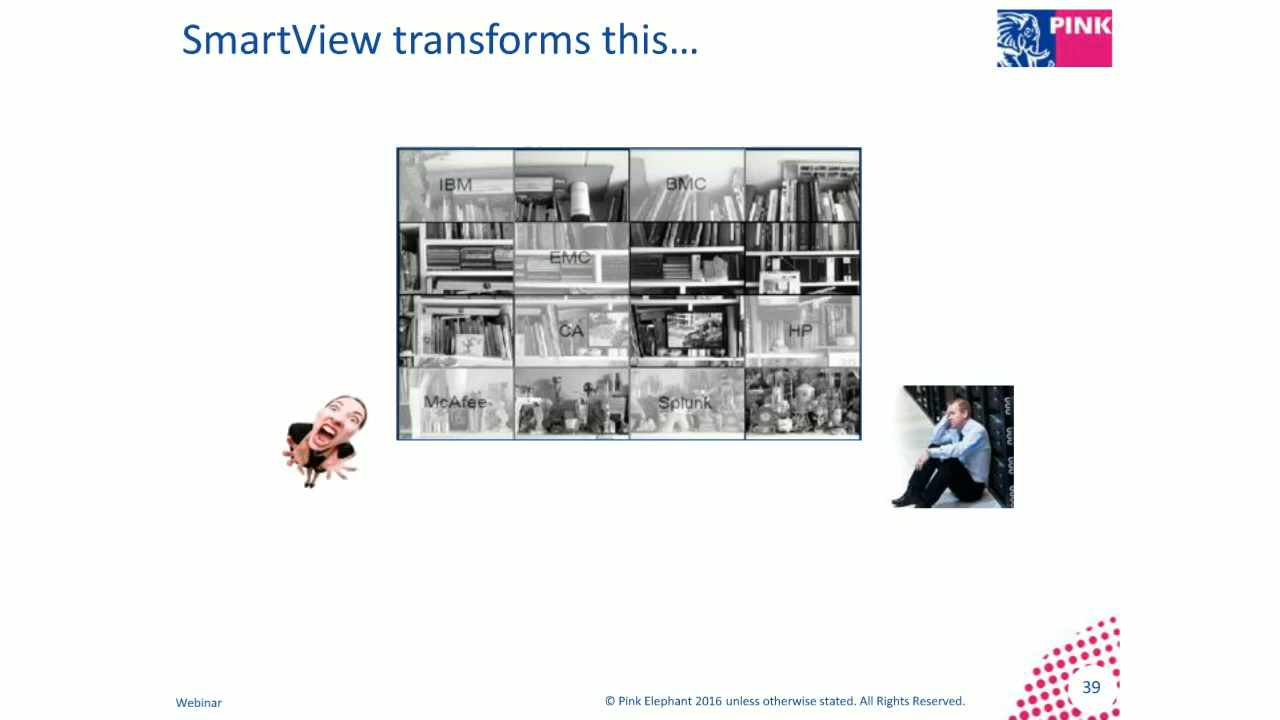 SmartView transforms this...
PINK
IBM
BMC
EMC
CA
HP
McAfee
Splunk
Webinar
© Pink Elephant 2016 unless otherwise stated. All Rights Reserved.
39